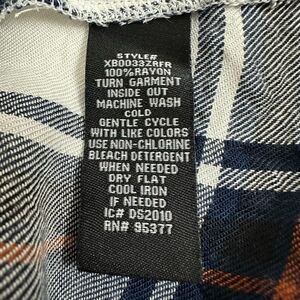 STYLE#
XB0033ZRFR
100%RAYON
TURN GARMENT
INSIDE OUT
MACHINE WASH
COLD
GENTLE CYCLE
WITH LIKE COLORS
USE NON-CHLORINE
BLEACH DETERGENT
WHEN NEEDED
DRY FLAT
COOL IRON
IF NEEDED
IC# DS2010
RN# 95377